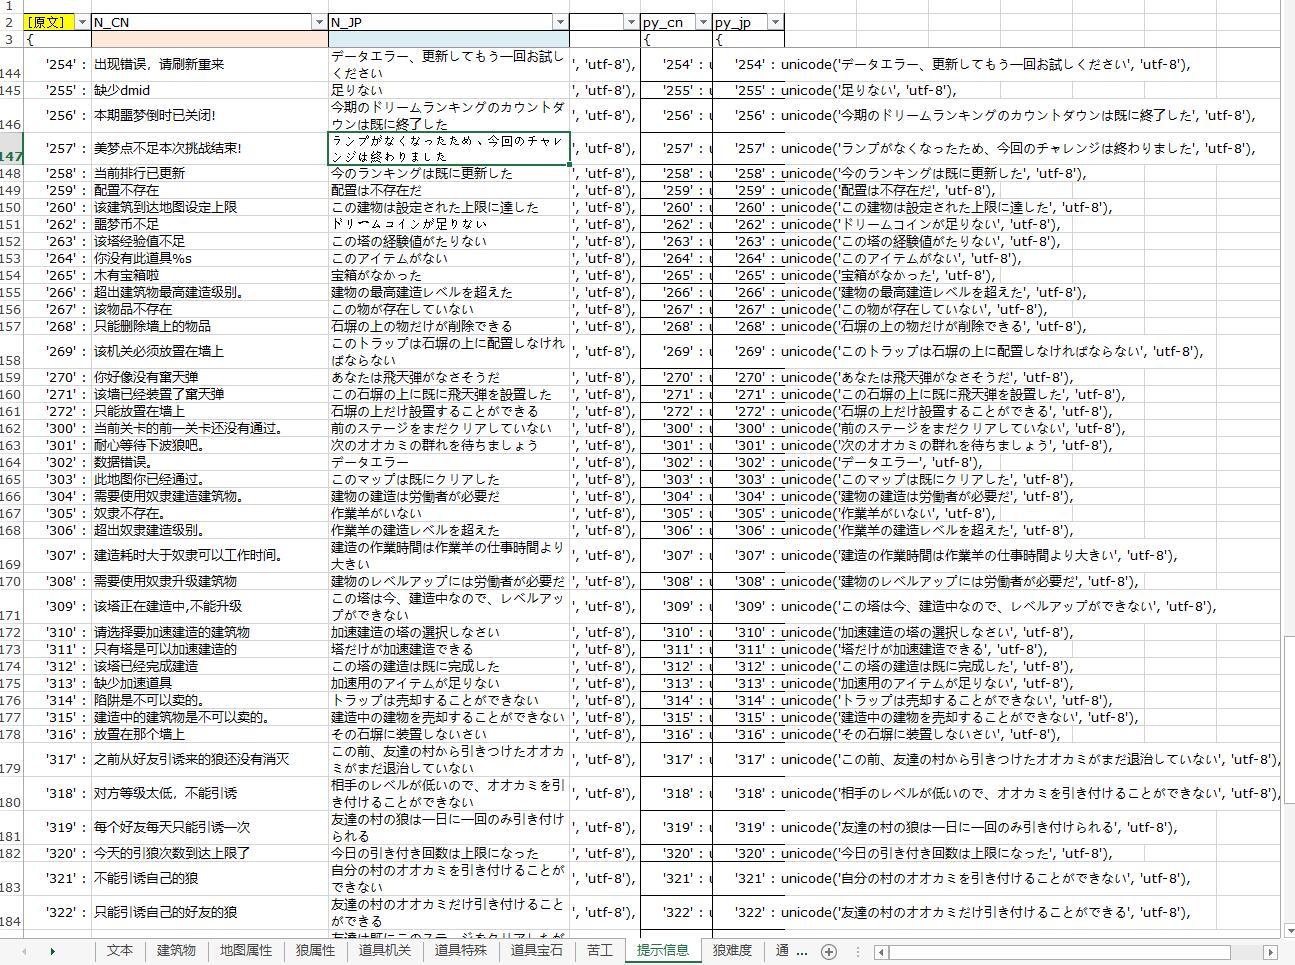 1
2 [原文] N_CN N_JP py_cn py_jp
3 { { {
144 '254' : 出现错误，请刷新重来 データエラー、更新してもう一回お試しください ', 'utf-8'), '254' : '254' : unicode('データエラー、更新してもう一回お試しください', 'utf-8'),
145 '255' : 缺少dmid 足りない ', 'utf-8'), '255' : '255' : unicode('足りない', 'utf-8'),
146 '256' : 本期噩梦倒时已关闭! 今期のドリームランキングのカウントダウンは既に終了した ', 'utf-8'), '256' : '256' : unicode('今期のドリームランキングのカウントダウンは既に終了した', 'utf-8'),
147 '257' : 美梦点不足本次挑战结束! ランプがなくなったため、今回のチャレンジは終わりました ', 'utf-8'), '257' : '257' : unicode('ランプがなくなったため、今回のチャレンジは終わりました', 'utf-8'),
148 '258' : 当前排行已更新 今のランキングは既に更新した ', 'utf-8'), '258' : '258' : unicode('今のランキングは既に更新した', 'utf-8'),
149 '259' : 配置不存在 配置は不存在だ ', 'utf-8'), '259' : '259' : unicode('配置は不存在だ', 'utf-8'),
150 '260' : 该建筑到达地图设定上限 この建物は設定された上限に達した ', 'utf-8'), '260' : '260' : unicode('この建物は設定された上限に達した', 'utf-8'),
151 '262' : 噩梦币不足 ドリームコインが足りない ', 'utf-8'), '262' : '262' : unicode('ドリームコインが足りない', 'utf-8'),
152 '263' : 该塔经验值不足 この塔の経験値がたりない ', 'utf-8'), '263' : '263' : unicode('この塔の経験値がたりない', 'utf-8'),
153 '264' : 你没有此道具%s このアイテムがない ', 'utf-8'), '264' : '264' : unicode('このアイテムがない', 'utf-8'),
154 '265' : 木有宝箱啦 宝箱がなかった ', 'utf-8'), '265' : '265' : unicode('宝箱がなかった', 'utf-8'),
155 '266' : 超出建筑物最高建造级别。 建物の最高建造レベルを超えた ', 'utf-8'), '266' : '266' : unicode('建物の最高建造レベルを超えた', 'utf-8'),
156 '267' : 该物品不存在 この物が存在していない ', 'utf-8'), '267' : '267' : unicode('この物が存在していない', 'utf-8'),
157 '268' : 只能删除墙上的物品 石塀の上の物だけが削除できる ', 'utf-8'), '268' : '268' : unicode('石塀の上の物だけが削除できる', 'utf-8'),
158 '269' : 该机关必须放置在墙上 このトラップは石塀の上に配置しなければならない ', 'utf-8'), '269' : '269' : unicode('このトラップは石塀の上に配置しなければならない', 'utf-8'),
159 '270' : 你好像没有窜天弹 あなたは飛天弾がなさそうだ ', 'utf-8'), '270' : '270' : unicode('あなたは飛天弾がなさそうだ', 'utf-8'),
160 '271' : 该墙已经装置了窜天弹 この石塀の上に既に飛天弾を設置した ', 'utf-8'), '271' : '271' : unicode('この石塀の上に既に飛天弾を設置した', 'utf-8'),
161 '272' : 只能放置在墙上 石塀の上だけ設置することができる ', 'utf-8'), '272' : '272' : unicode('石塀の上だけ設置することができる', 'utf-8'),
162 '300' : 当前关卡的前一关卡还没有通过。 前のステージをまだクリアしていない ', 'utf-8'), '300' : '300' : unicode('前のステージをまだクリアしていない', 'utf-8'),
163 '301' : 耐心等待下波狼吧。 次のオオカミの群れを待ちましょう ', 'utf-8'), '301' : '301' : unicode('次のオオカミの群れを待ちましょう', 'utf-8'),
164 '302' : 数据错误。 データエラー ', 'utf-8'), '302' : '302' : unicode('データエラー', 'utf-8'),
165 '303' : 此地图你已经通过。 このマップは既にクリアした ', 'utf-8'), '303' : '303' : unicode('このマップは既にクリアした', 'utf-8'),
166 '304' : 需要使用奴隶建造建筑物。 建物の建造は労働者が必要だ ', 'utf-8'), '304' : '304' : unicode('建物の建造は労働者が必要だ', 'utf-8'),
167 '305' : 奴隶不存在。 作業羊がいない ', 'utf-8'), '305' : '305' : unicode('作業羊がいない', 'utf-8'),
168 '306' : 超出奴隶建造级别。 作業羊の建造レベルを超えた ', 'utf-8'), '306' : '306' : unicode('作業羊の建造レベルを超えた', 'utf-8'),
169 '307' : 建造耗时大于奴隶可以工作时间。 建造の作業時間は作業羊の仕事時間より大きい ', 'utf-8'), '307' : '307' : unicode('建造の作業時間は作業羊の仕事時間より大きい', 'utf-8'),
170 '308' : 需要使用奴隶升级建筑物 建物のレベルアップには労働者が必要だ ', 'utf-8'), '308' : '308' : unicode('建物のレベルアップには労働者が必要だ', 'utf-8'),
171 '309' : 该塔正在建造中,不能升级 この塔は今、建造中なので、レベルアップができない ', 'utf-8'), '309' : '309' : unicode('この塔は今、建造中なので、レベルアップができない', 'utf-8'),
172 '310' : 请选择要加速建造的建筑物 加速建造の塔の選択しなさい ', 'utf-8'), '310' : '310' : unicode('加速建造の塔の選択しなさい', 'utf-8'),
173 '311' : 只有塔是可以加速建造的 塔だけが加速建造できる ', 'utf-8'), '311' : '311' : unicode('塔だけが加速建造できる', 'utf-8'),
174 '312' : 该塔已经完成建造 この塔の建造は既に完成した ', 'utf-8'), '312' : '312' : unicode('この塔の建造は既に完成した', 'utf-8'),
175 '313' : 缺少加速道具 加速用のアイテムが足りない ', 'utf-8'), '313' : '313' : unicode('加速用のアイテムが足りない', 'utf-8'),
176 '314' : 陷阱是不可以卖的。 トラップは売却することができない ', 'utf-8'), '314' : '314' : unicode('トラップは売却することができない', 'utf-8'),
177 '315' : 建造中的建筑物是不可以卖的。 建造中の建物を売却することができない ', 'utf-8'), '315' : '315' : unicode('建造中の建物を売却することができない', 'utf-8'),
178 '316' : 放置在那个墙上 その石塀に装置しないさい ', 'utf-8'), '316' : '316' : unicode('その石塀に装置しないさい', 'utf-8'),
179 '317' : 之前从好友引诱来的狼还没有消灭 この前、友達の村から引きつけたオオカミがまだ退治していない ', 'utf-8'), '317' : '317' : unicode('この前、友達の村から引きつけたオオカミがまだ退治していない', 'utf-8'),
180 '318' : 对方等级太低，不能引诱 相手のレベルが低いので、オオカミを引き付けることができない ', 'utf-8'), '318' : '318' : unicode('相手のレベルが低いので、オオカミを引き付けることができない', 'utf-8'),
181 '319' : 每个好友每天只能引诱一次 友達の村の狼は一日に一回のみ引き付けられる ', 'utf-8'), '319' : '319' : unicode('友達の村の狼は一日に一回のみ引き付けられる', 'utf-8'),
182 '320' : 今天的引狼次数到达上限了 今日の引き付き回数は上限になった ', 'utf-8'), '320' : '320' : unicode('今日の引き付き回数は上限になった', 'utf-8'),
183 '321' : 不能引诱自己的狼 自分の村のオオカミを引き付けることができない ', 'utf-8'), '321' : '321' : unicode('自分の村のオオカミを引き付けることができない', 'utf-8'),
184 '322' : 只能引诱自己的好友的狼 友達の村のオオカミだけ引き付けることができる ', 'utf-8'), '322' : '322' : unicode('友達の村のオオカミだけ引き付けることができる', 'utf-8'),
文本 建筑物 地图属性 狼属性 道具机关 道具特殊 道具宝石 苦工 提示信息 狼难度 通 ...